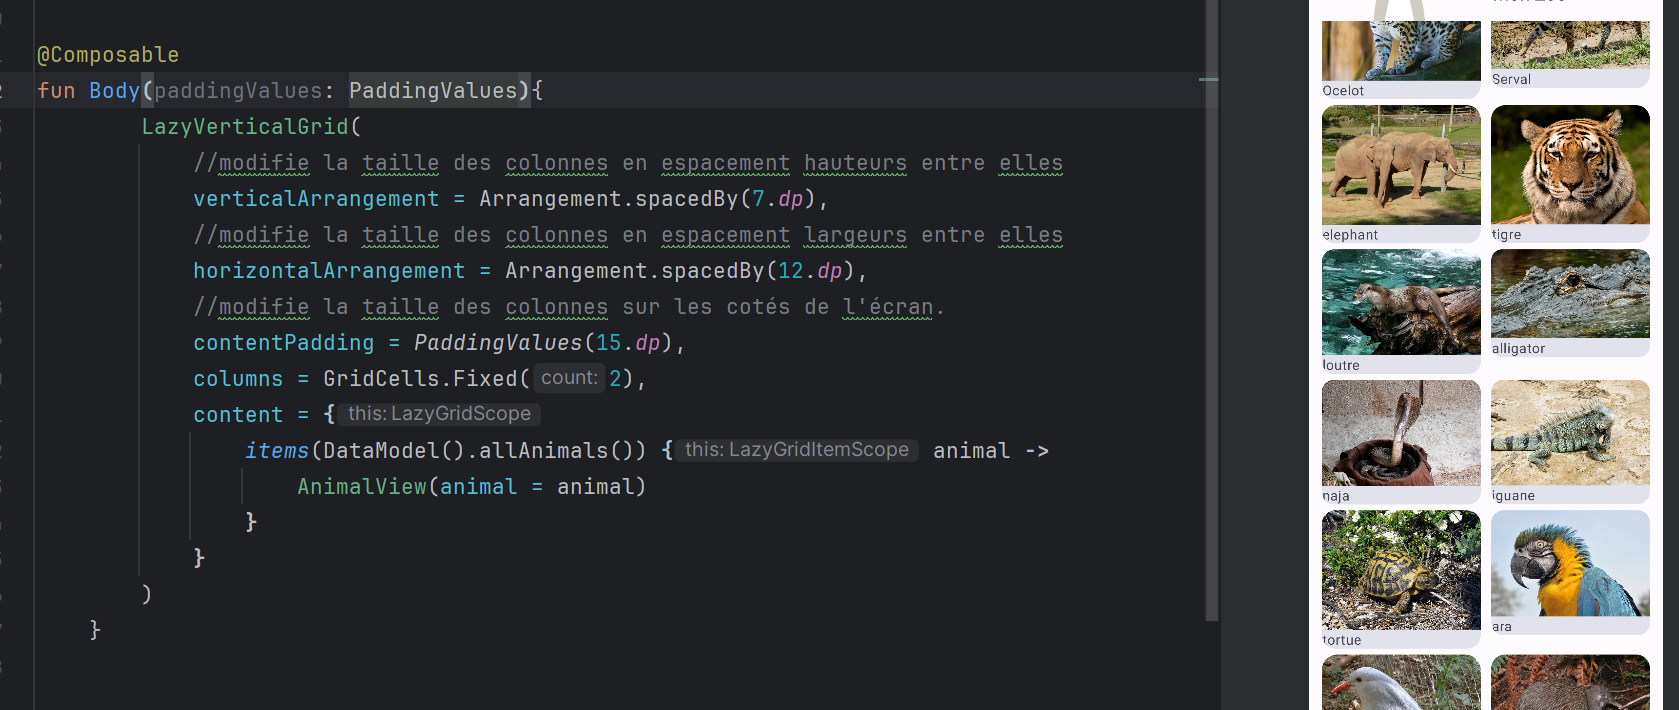 @Composable
fun Body(paddingValues: PaddingValues){
LazyVerticalGrid(
//modifie la taille des colonnes en espacement hauteurs entre elles
verticalArrangement = Arrangement.spacedBy(7.dp),
//modifie la taille des colonnes en espacement largeurs entre elles
horizontalArrangement = Arrangement.spacedBy(12.dp),
//modifie la taille des colonnes sur les cotés de l'écran.
contentPadding = PaddingValues(15.dp),
columns = GridCells.Fixed( count: 2),
content = { this: LazyGridScope
items(DataModel().allAnimals()) { this: LazyGridItemScope animal ->
AnimalView(animal = animal)
}
}
)
}
Ocelot
Serval
elephant
tigre
loutre
alligator
naja
iguane
tortue
ara